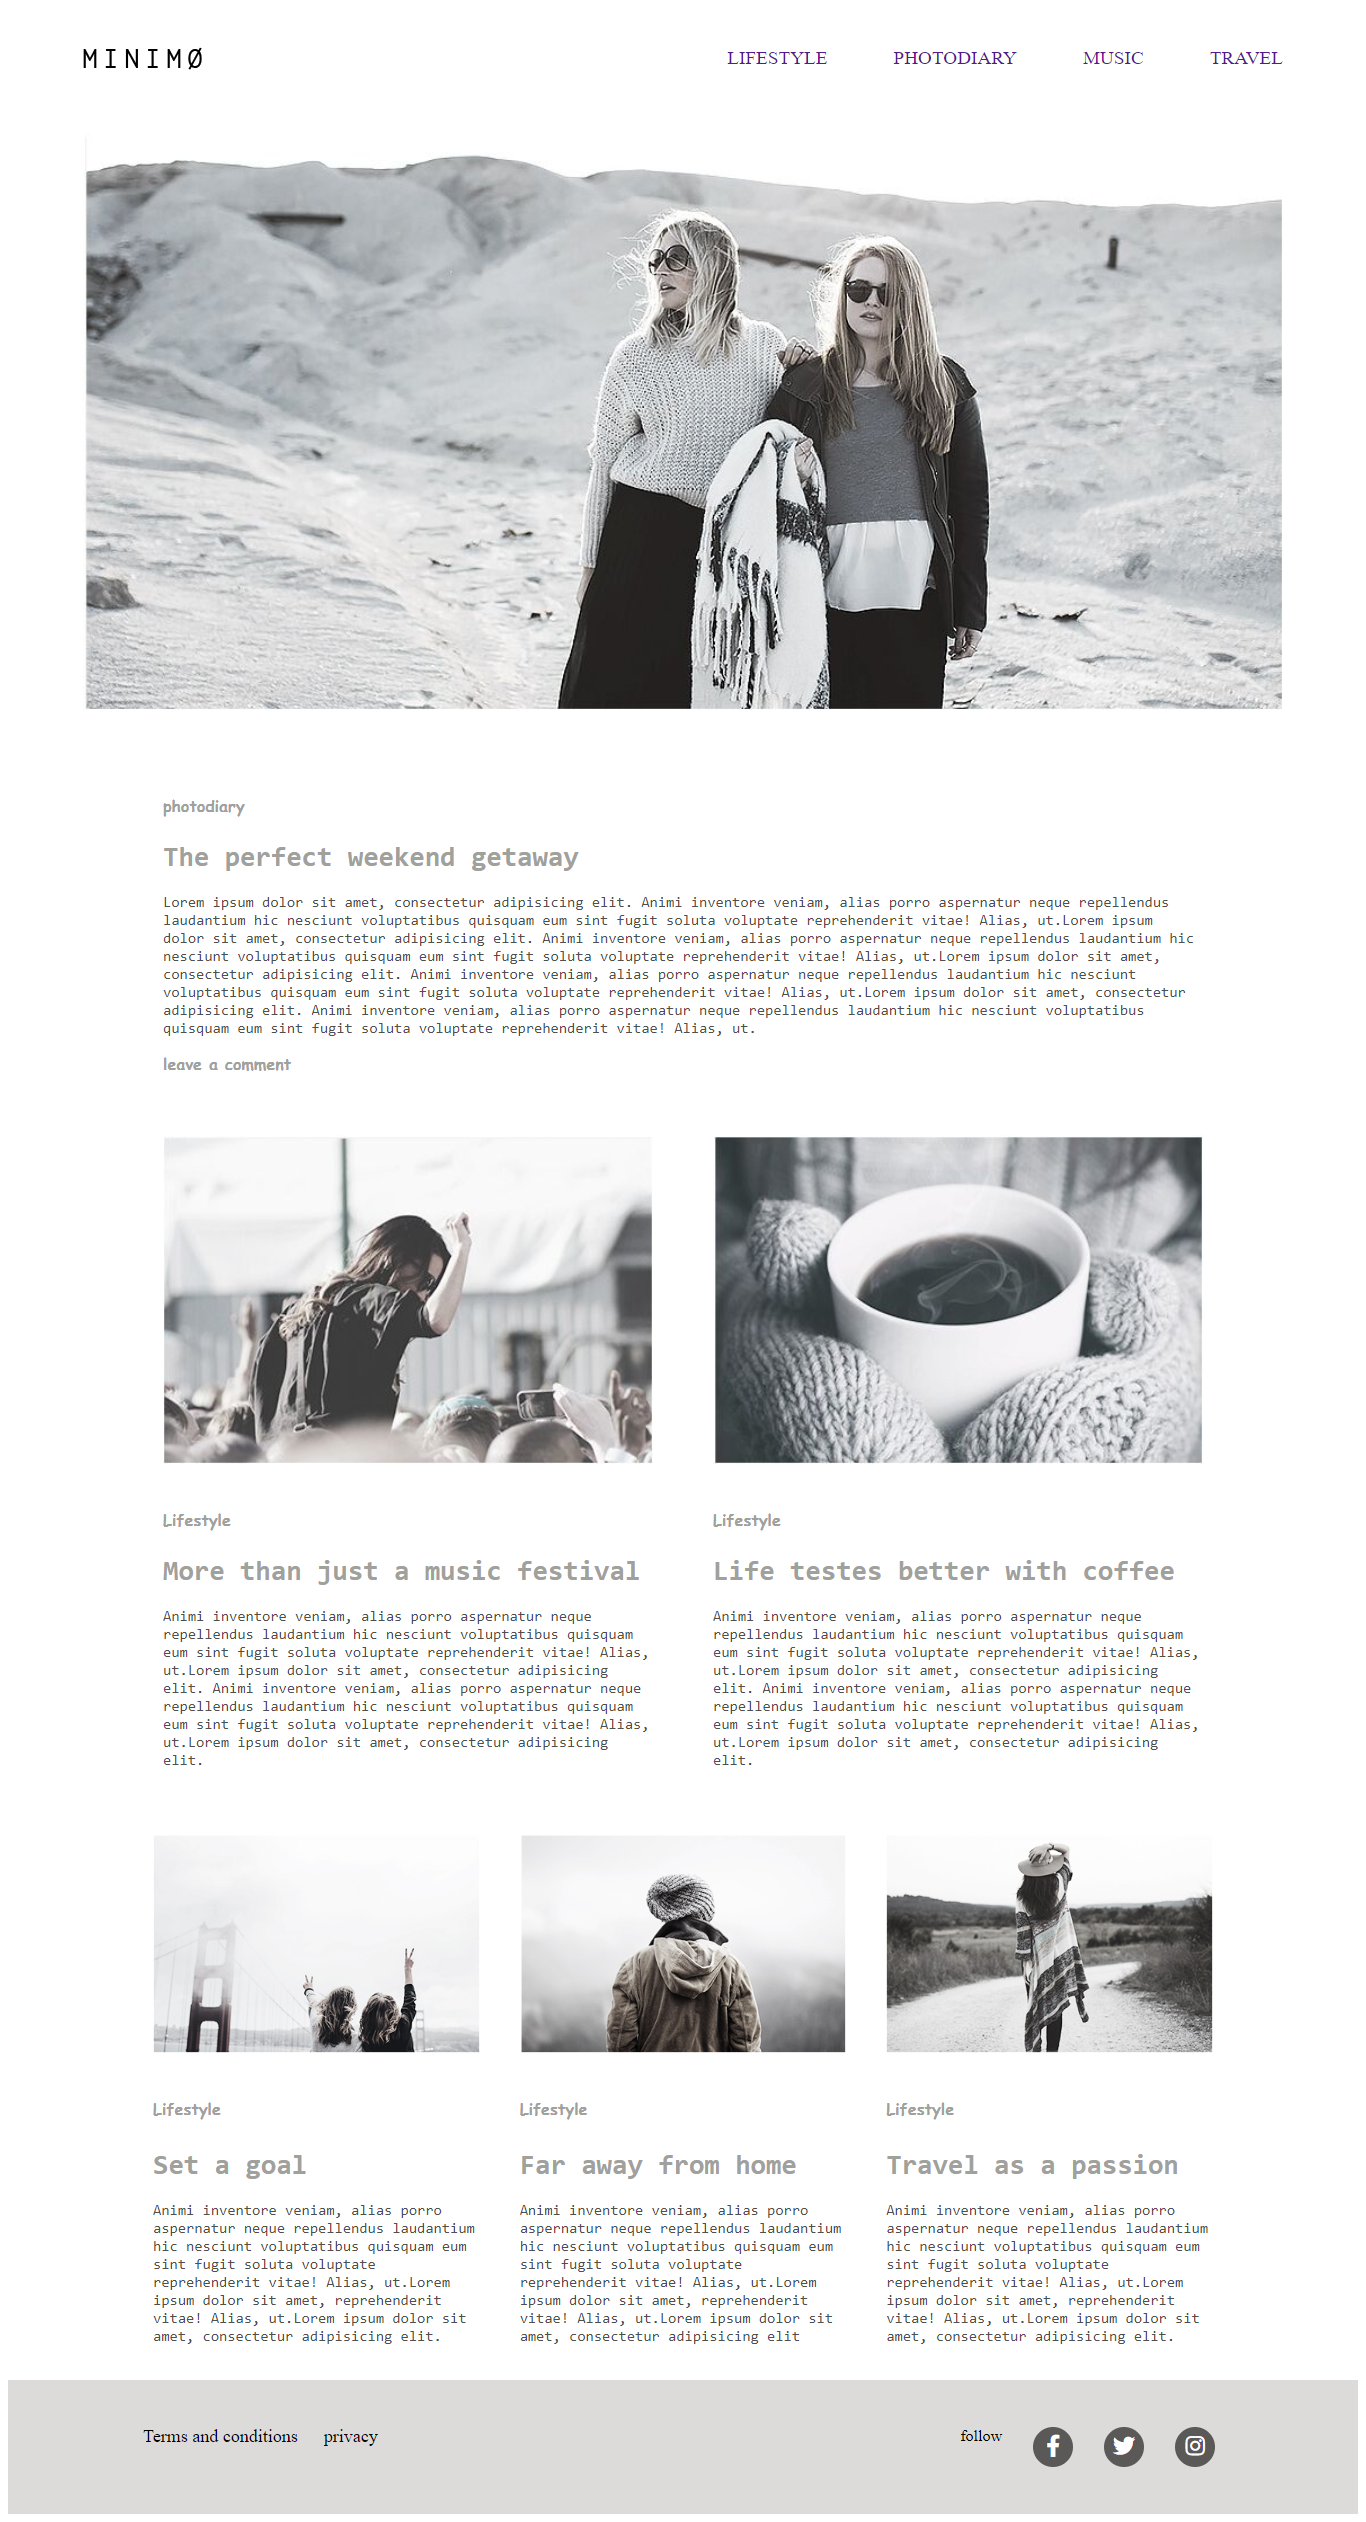 MINIMØ
LIFESTYLE PHOTODIARY MUSIC TRAVEL
photodiary
The perfect weekend getaway
Lorem ipsum dolor sit amet, consectetur adipisicing elit. Animi inventore veniam, alias porro aspernatur neque repellendus
laudantium hic nesciunt voluptatibus quisquam eum sint fugit soluta voluptate reprehenderit vitae! Alias, ut.Lorem ipsum
dolor sit amet, consectetur adipisicing elit. Animi inventore veniam, alias porro aspernatur neque repellendus laudantium hic
nesciunt voluptatibus quisquam eum sint fugit soluta voluptate reprehenderit vitae! Alias, ut.Lorem ipsum dolor sit amet,
consectetur adipisicing elit. Animi inventore veniam, alias porro aspernatur neque repellendus laudantium hic nesciunt
voluptatibus quisquam eum sint fugit soluta voluptate reprehenderit vitae! Alias, ut.Lorem ipsum dolor sit amet, consectetur
adipisicing elit. Animi inventore veniam, alias porro aspernatur neque repellendus laudantium hic nesciunt voluptatibus
quisquam eum sint fugit soluta voluptate reprehenderit vitae! Alias, ut.
leave a comment
Lifestyle
More than just a music festival
Animi inventore veniam, alias porro aspernatur neque
repellendus laudantium hic nesciunt voluptatibus quisquam
eum sint fugit soluta voluptate reprehenderit vitae! Alias,
ut.Lorem ipsum dolor sit amet, consectetur adipisicing
elit. Animi inventore veniam, alias porro aspernatur neque
repellendus laudantium hic nesciunt voluptatibus quisquam
eum sint fugit soluta voluptate reprehenderit vitae! Alias,
ut.Lorem ipsum dolor sit amet, consectetur adipisicing
elit.
Lifestyle
Life testes better with coffee
Animi inventore veniam, alias porro aspernatur neque
repellendus laudantium hic nesciunt voluptatibus quisquam
eum sint fugit soluta voluptate reprehenderit vitae! Alias,
ut.Lorem ipsum dolor sit amet, consectetur adipisicing
elit. Animi inventore veniam, alias porro aspernatur neque
repellendus laudantium hic nesciunt voluptatibus quisquam
eum sint fugit soluta voluptate reprehenderit vitae! Alias,
ut.Lorem ipsum dolor sit amet, consectetur adipisicing
elit.
Lifestyle
Set a goal
Animi inventore veniam, alias porro
aspernatur neque repellendus laudantium
hic nesciunt voluptatibus quisquam eum
sint fugit soluta voluptate
reprehenderit vitae! Alias, ut.Lorem
ipsum dolor sit amet, reprehenderit
vitae! Alias, ut.Lorem ipsum dolor sit
amet, consectetur adipisicing elit.
Lifestyle
Far away from home
Animi inventore veniam, alias porro
aspernatur neque repellendus laudantium
hic nesciunt voluptatibus quisquam eum
sint fugit soluta voluptate
reprehenderit vitae! Alias, ut.Lorem
ipsum dolor sit amet, reprehenderit
vitae! Alias, ut.Lorem ipsum dolor sit
amet, consectetur adipisicing elit
Lifestyle
Travel as a passion
Animi inventore veniam, alias porro
aspernatur neque repellendus laudantium
hic nesciunt voluptatibus quisquam eum
sint fugit soluta voluptate
reprehenderit vitae! Alias, ut.Lorem
ipsum dolor sit amet, reprehenderit
vitae! Alias, ut.Lorem ipsum dolor sit
amet, consectetur adipisicing elit.
Terms and conditions privacy
follow